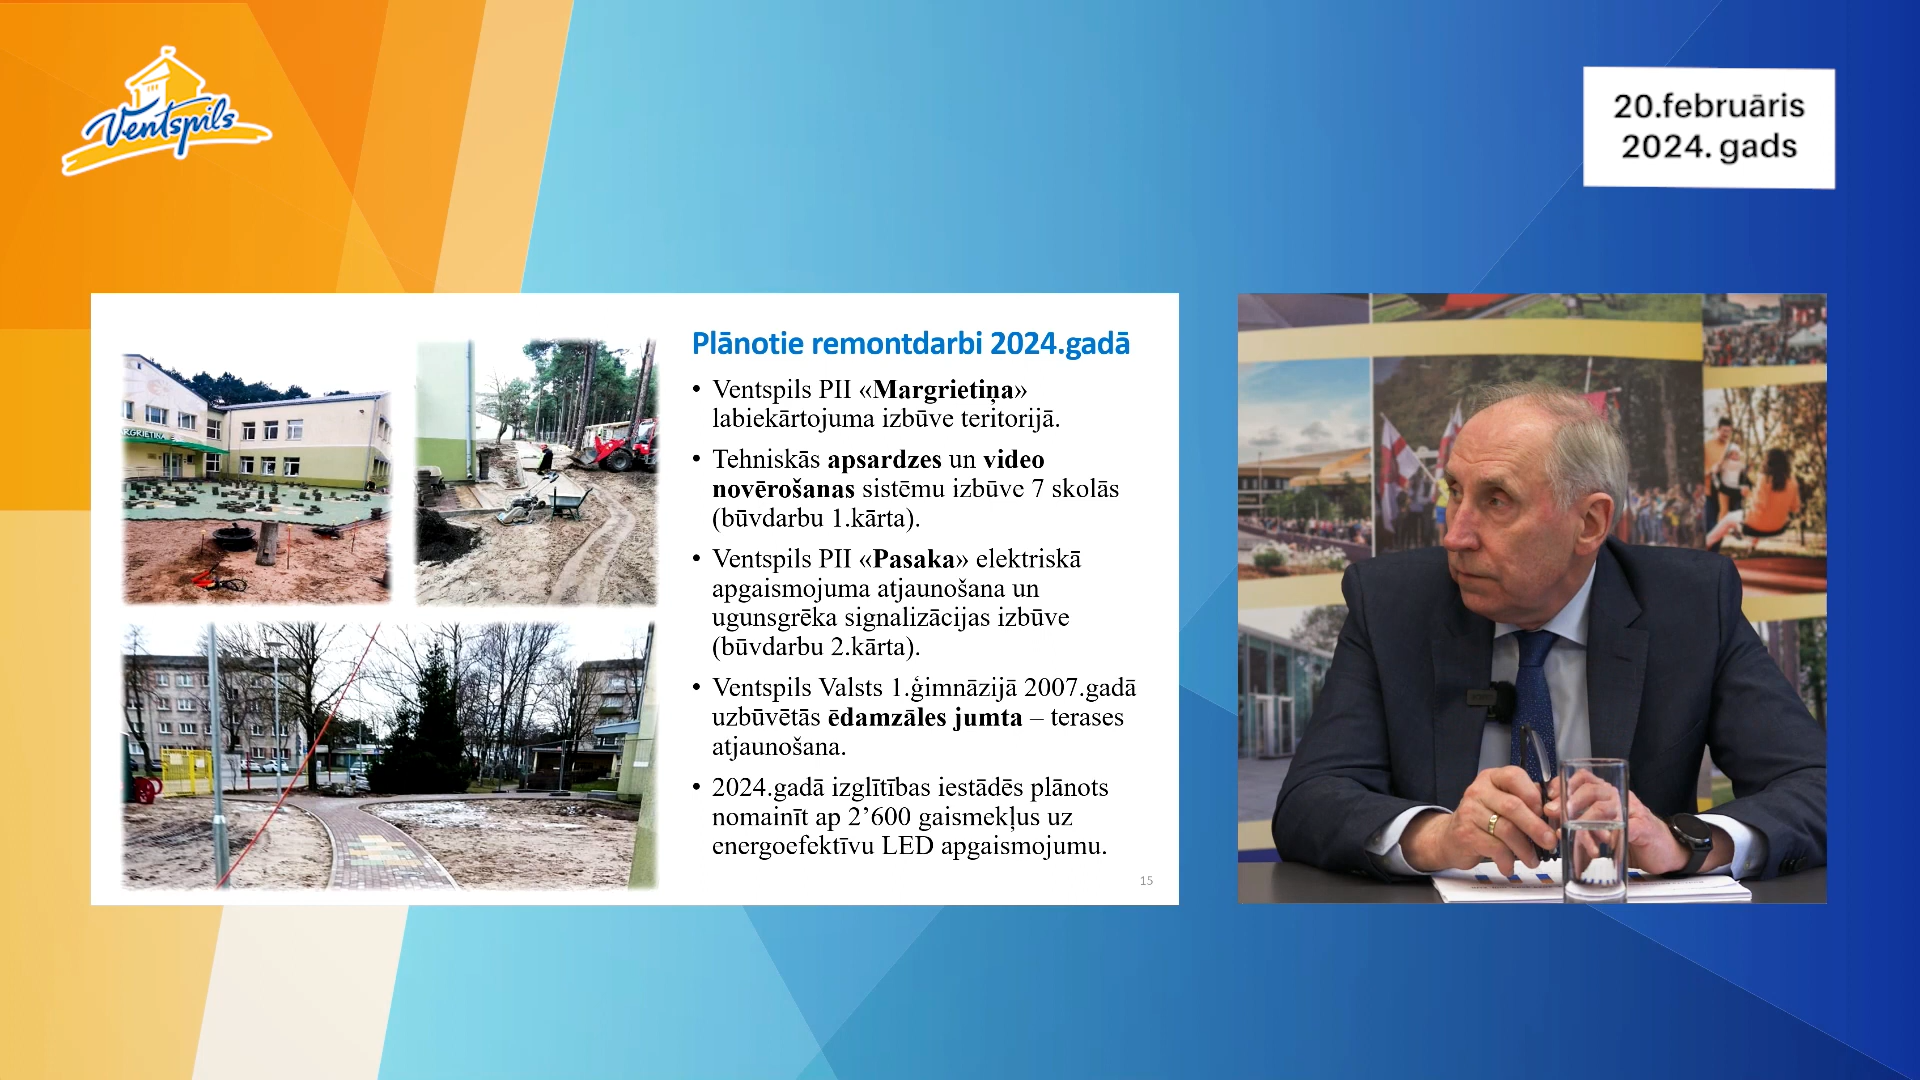 Ventspils
20.februāris
2024. gads
Plānotie remontdarbi 2024.gadā
• Ventspils PII «Margrietiņa»
labiekārtojuma izbūve teritorijā.
• Tehniskās apsardzes un video
novērošanas sistēmu izbūve 7 skolās
(būvdarbu 1.kārta).
• Ventspils PII «Pasaka» elektriskā
apgaismojuma atjaunošana un
ugunsgrēka signalizācijas izbūve
(būvdarbu 2.kārta).
• Ventspils Valsts 1.ģimnāzijā 2007.gadā
uzbūvētās ēdamzāles jumta – terases
atjaunošana.
• 2024.gadā izglītības iestādēs plānots
nomainīt ap 2’600 gaismekļus uz
energoefektīvu LED apgaismojumu.
15